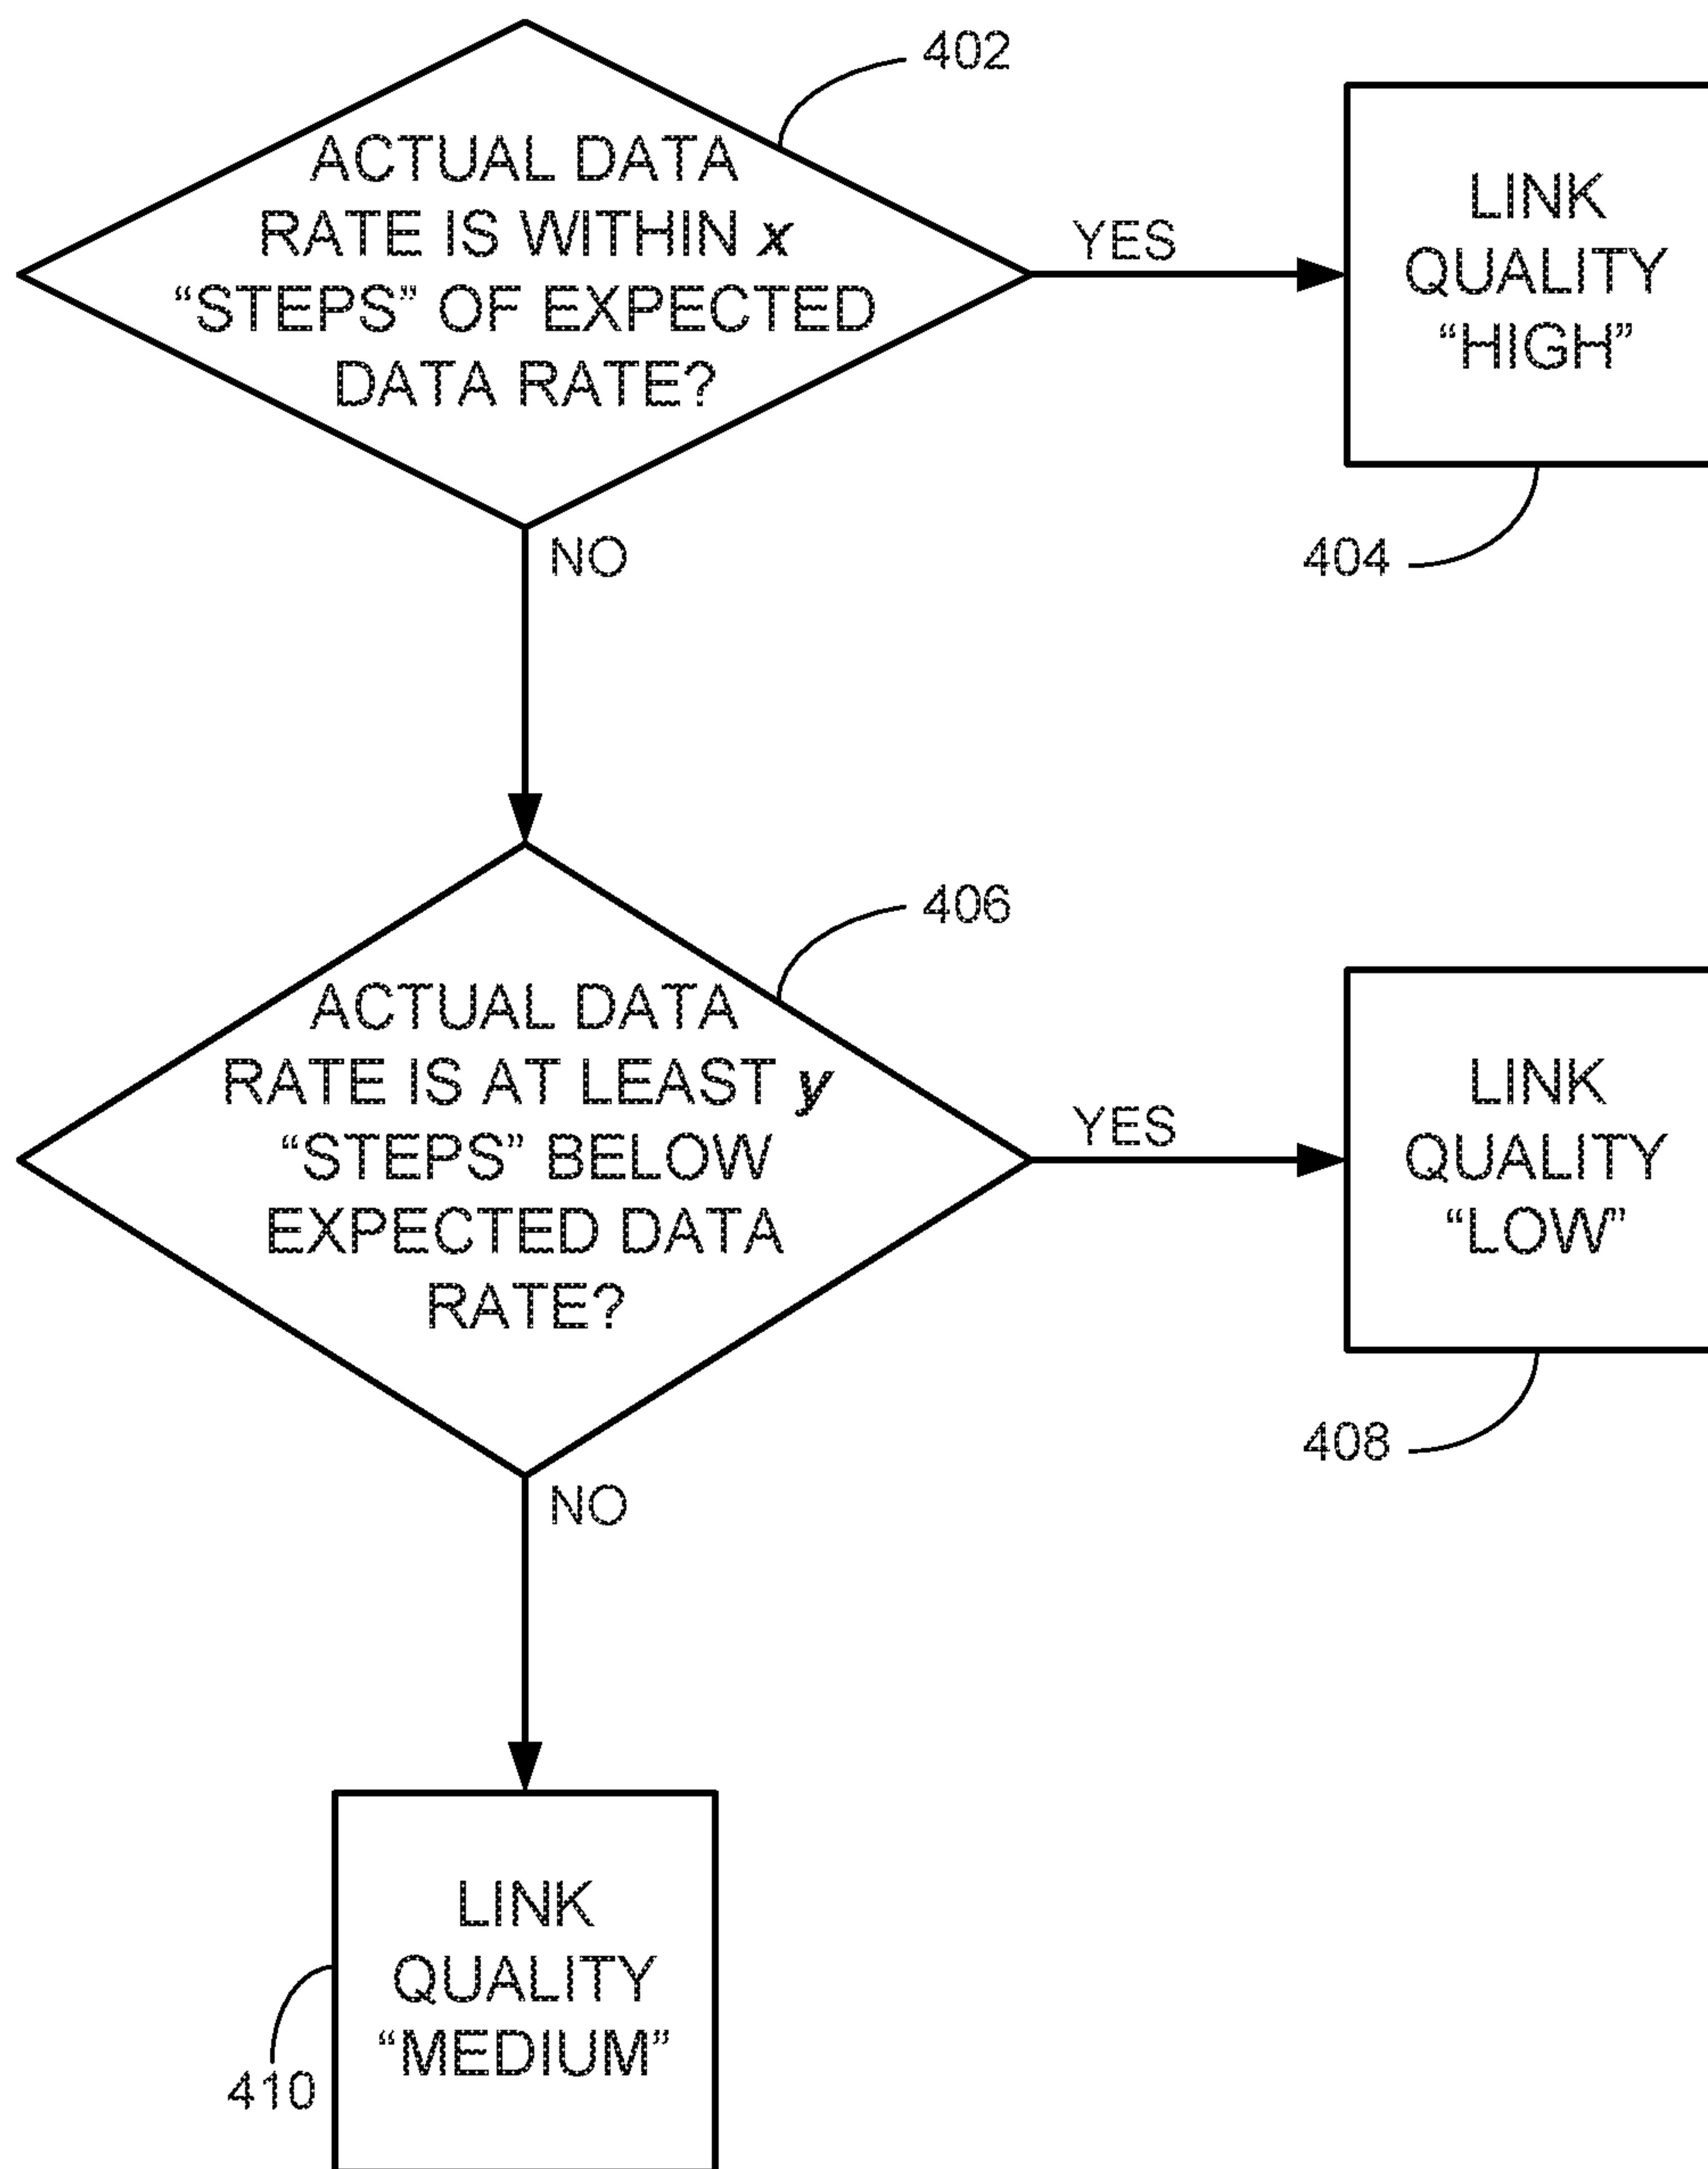 402
ACTUAL DATA
RATE IS WITHIN x
“STEPS” OF EXPECTED
DATA RATE?
YES
LINK
QUALITY
“HIGH”
404
NO
406
ACTUAL DATA
RATE IS AT LEAST y
“STEPS” BELOW
EXPECTED DATA
RATE?
YES
LINK
QUALITY
“LOW”
408
NO
LINK
QUALITY
“MEDIUM”
410